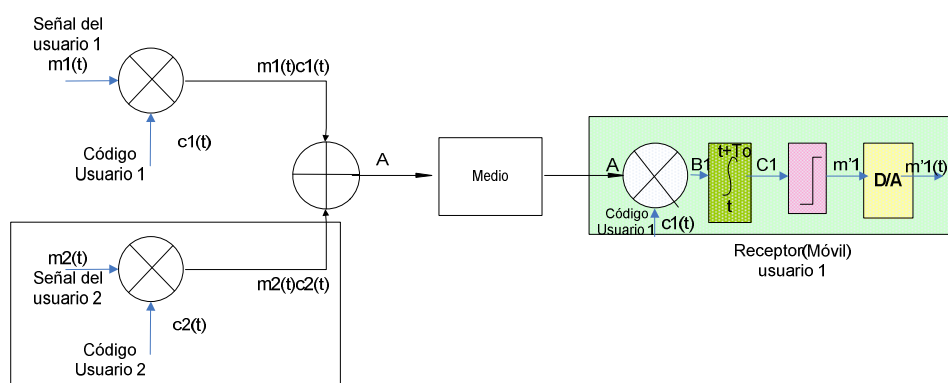 Señal del
usuario 1
m1(t)
m1(t)c1(t)
c1(t)
Código
Usuario 1
A
Medio
A
B1
t+To
t
C1
m'1
D/A
m'1(t)
Código
Usuario 1
c1(t)
Receptor(Móvil)
usuario 1
m2(t)
Señal del
usuario 2
m2(t)c2(t)
c2(t)
Código
Usuario 2